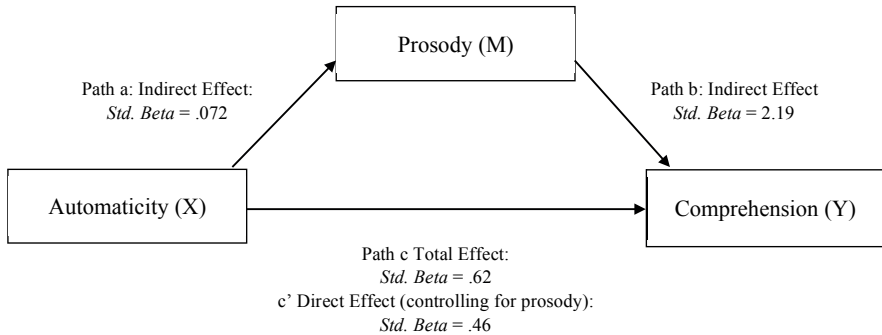 Prosody (M)
Path a: Indirect Effect:
Std. Beta = .072
Path b: Indirect Effect
Std. Beta = 2.19
Automaticity (X)
Comprehension (Y)
Path c Total Effect:
Std. Beta = .62
c’ Direct Effect (controlling for prosody):
Std. Beta = .46